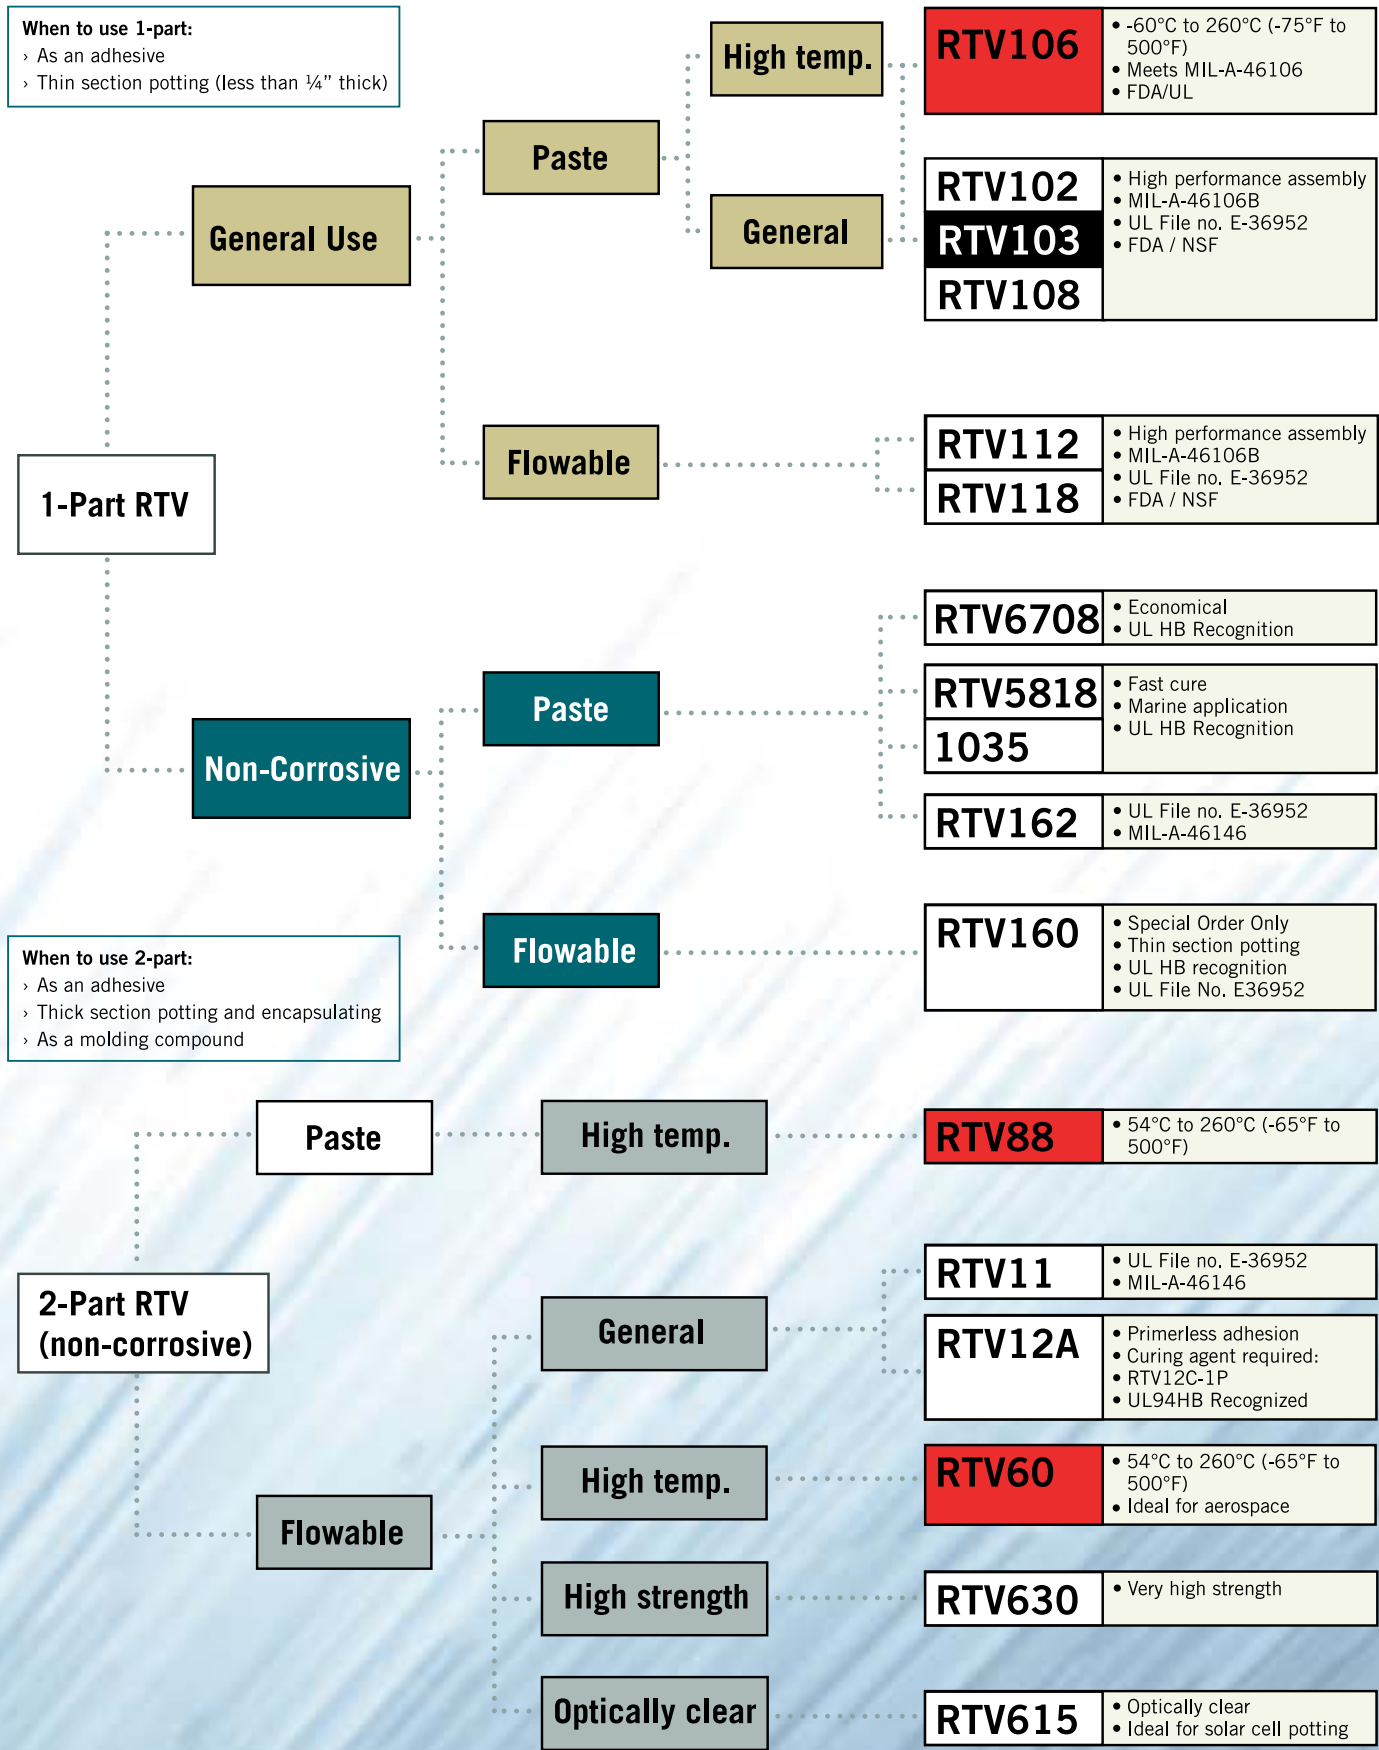 When to use 1-part:
› As an adhesive
› Thin section potting (less than ¼” thick)
High temp.
RTV106
• -60°C to 260°C (-75°F to
500°F)
• Meets MIL-A-46106
• FDA/UL
Paste
General Use
General
RTV102
RTV103
RTV108
• High performance assembly
• MIL-A-46106B
• UL File no. E-36952
• FDA / NSF
Flowable
RTV112
RTV118
• High performance assembly
• MIL-A-46106B
• UL File no. E-36952
• FDA / NSF
1-Part RTV
RTV6708
• Economical
• UL HB Recognition
Paste
Non-Corrosive
RTV5818
1035
• Fast cure
• Marine application
• UL HB Recognition
RTV162
• UL File no. E-36952
• MIL-A-46146
Flowable
RTV160
• Special Order Only
• Thin section potting
• UL HB recognition
• UL File No. E36952
When to use 2-part:
› As an adhesive
› Thick section potting and encapsulating
› As a molding compound
Paste
High temp.
RTV88
• 54°C to 260°C (-65°F to
500°F)
2-Part RTV
(non-corrosive)
General
RTV11
• UL File no. E-36952
• MIL-A-46146
RTV12A
• Primerless adhesion
• Curing agent required:
• RTV12C-1P
• UL94HB Recognized
Flowable
High temp.
RTV60
• 54°C to 260°C (-65°F to
500°F)
• Ideal for aerospace
High strength
RTV630
• Very high strength
Optically clear
RTV615
• Optically clear
• Ideal for solar cell potting